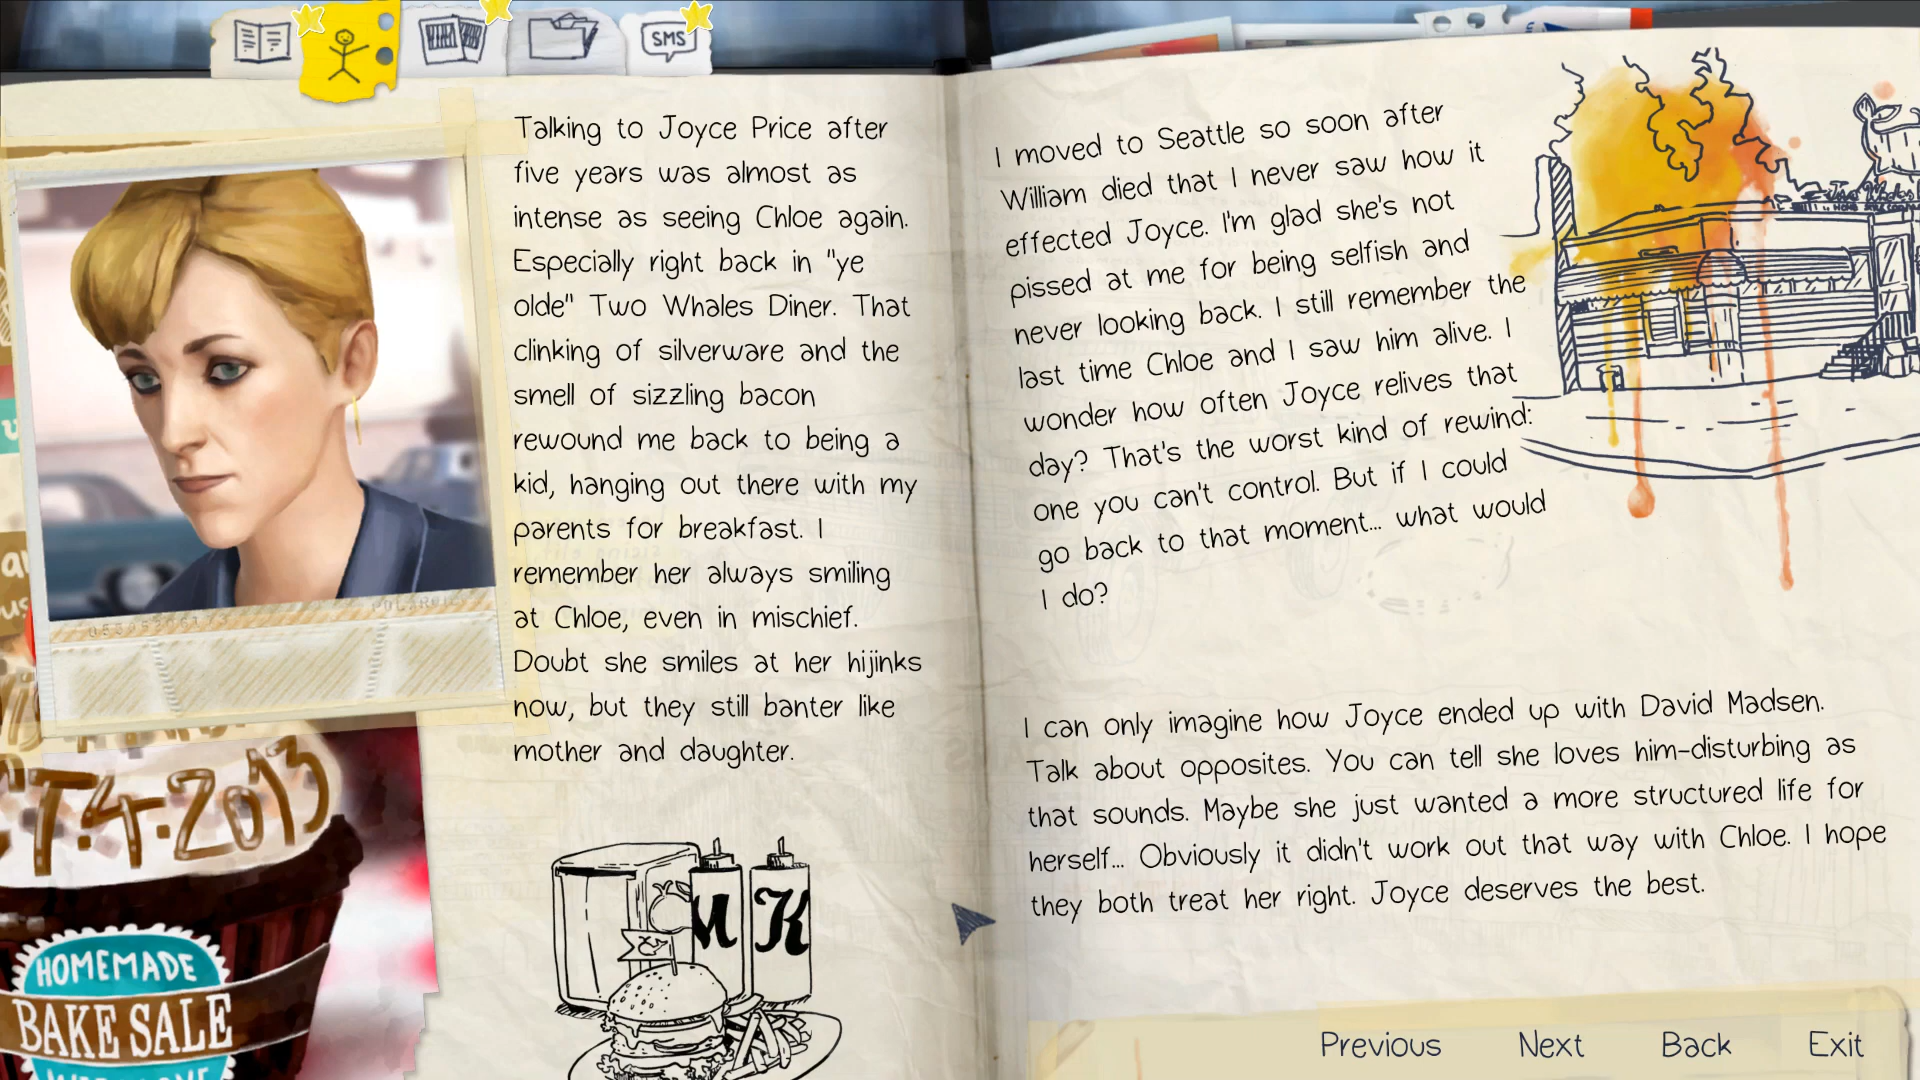 SMS
Talking to Joyce Price after
five years was almost as
intense as seeing Chloe again.
Especially right back in "ye
olde" Two Whales Diner. That
clinking of silverware and the
smell of sizzling bacon
rewound me back to being a
kid, hanging out there with my
parents for breakfast. I
remember her always smiling
at Chloe, even in mischief.
Doubt she smiles at her hijinks
now, but they still banter like
mother and daughter.
M K
I moved to Seattle so soon after
William died that I never saw how it
effected Joyce. I'm glad she's not
pissed at me for being selfish and
never looking back. I still remember the
last time Chloe and I saw him alive. I
wonder how often Joyce relives that
day? That's the worst kind of rewind:
one you can't control. But if I could
go back to that moment... what would
I do?
Two Whales
I can only imagine how Joyce ended up with David Madsen.
Talk about opposites. You can tell she loves him-disturbing as
that sounds. Maybe she just wanted a more structured life for
herself... Obviously it didn't work out that way with Chloe. I hope
they both treat her right. Joyce deserves the best.
CT.4.2013
HOMEMADE
BAKE SALE
Previous Next Back Exit